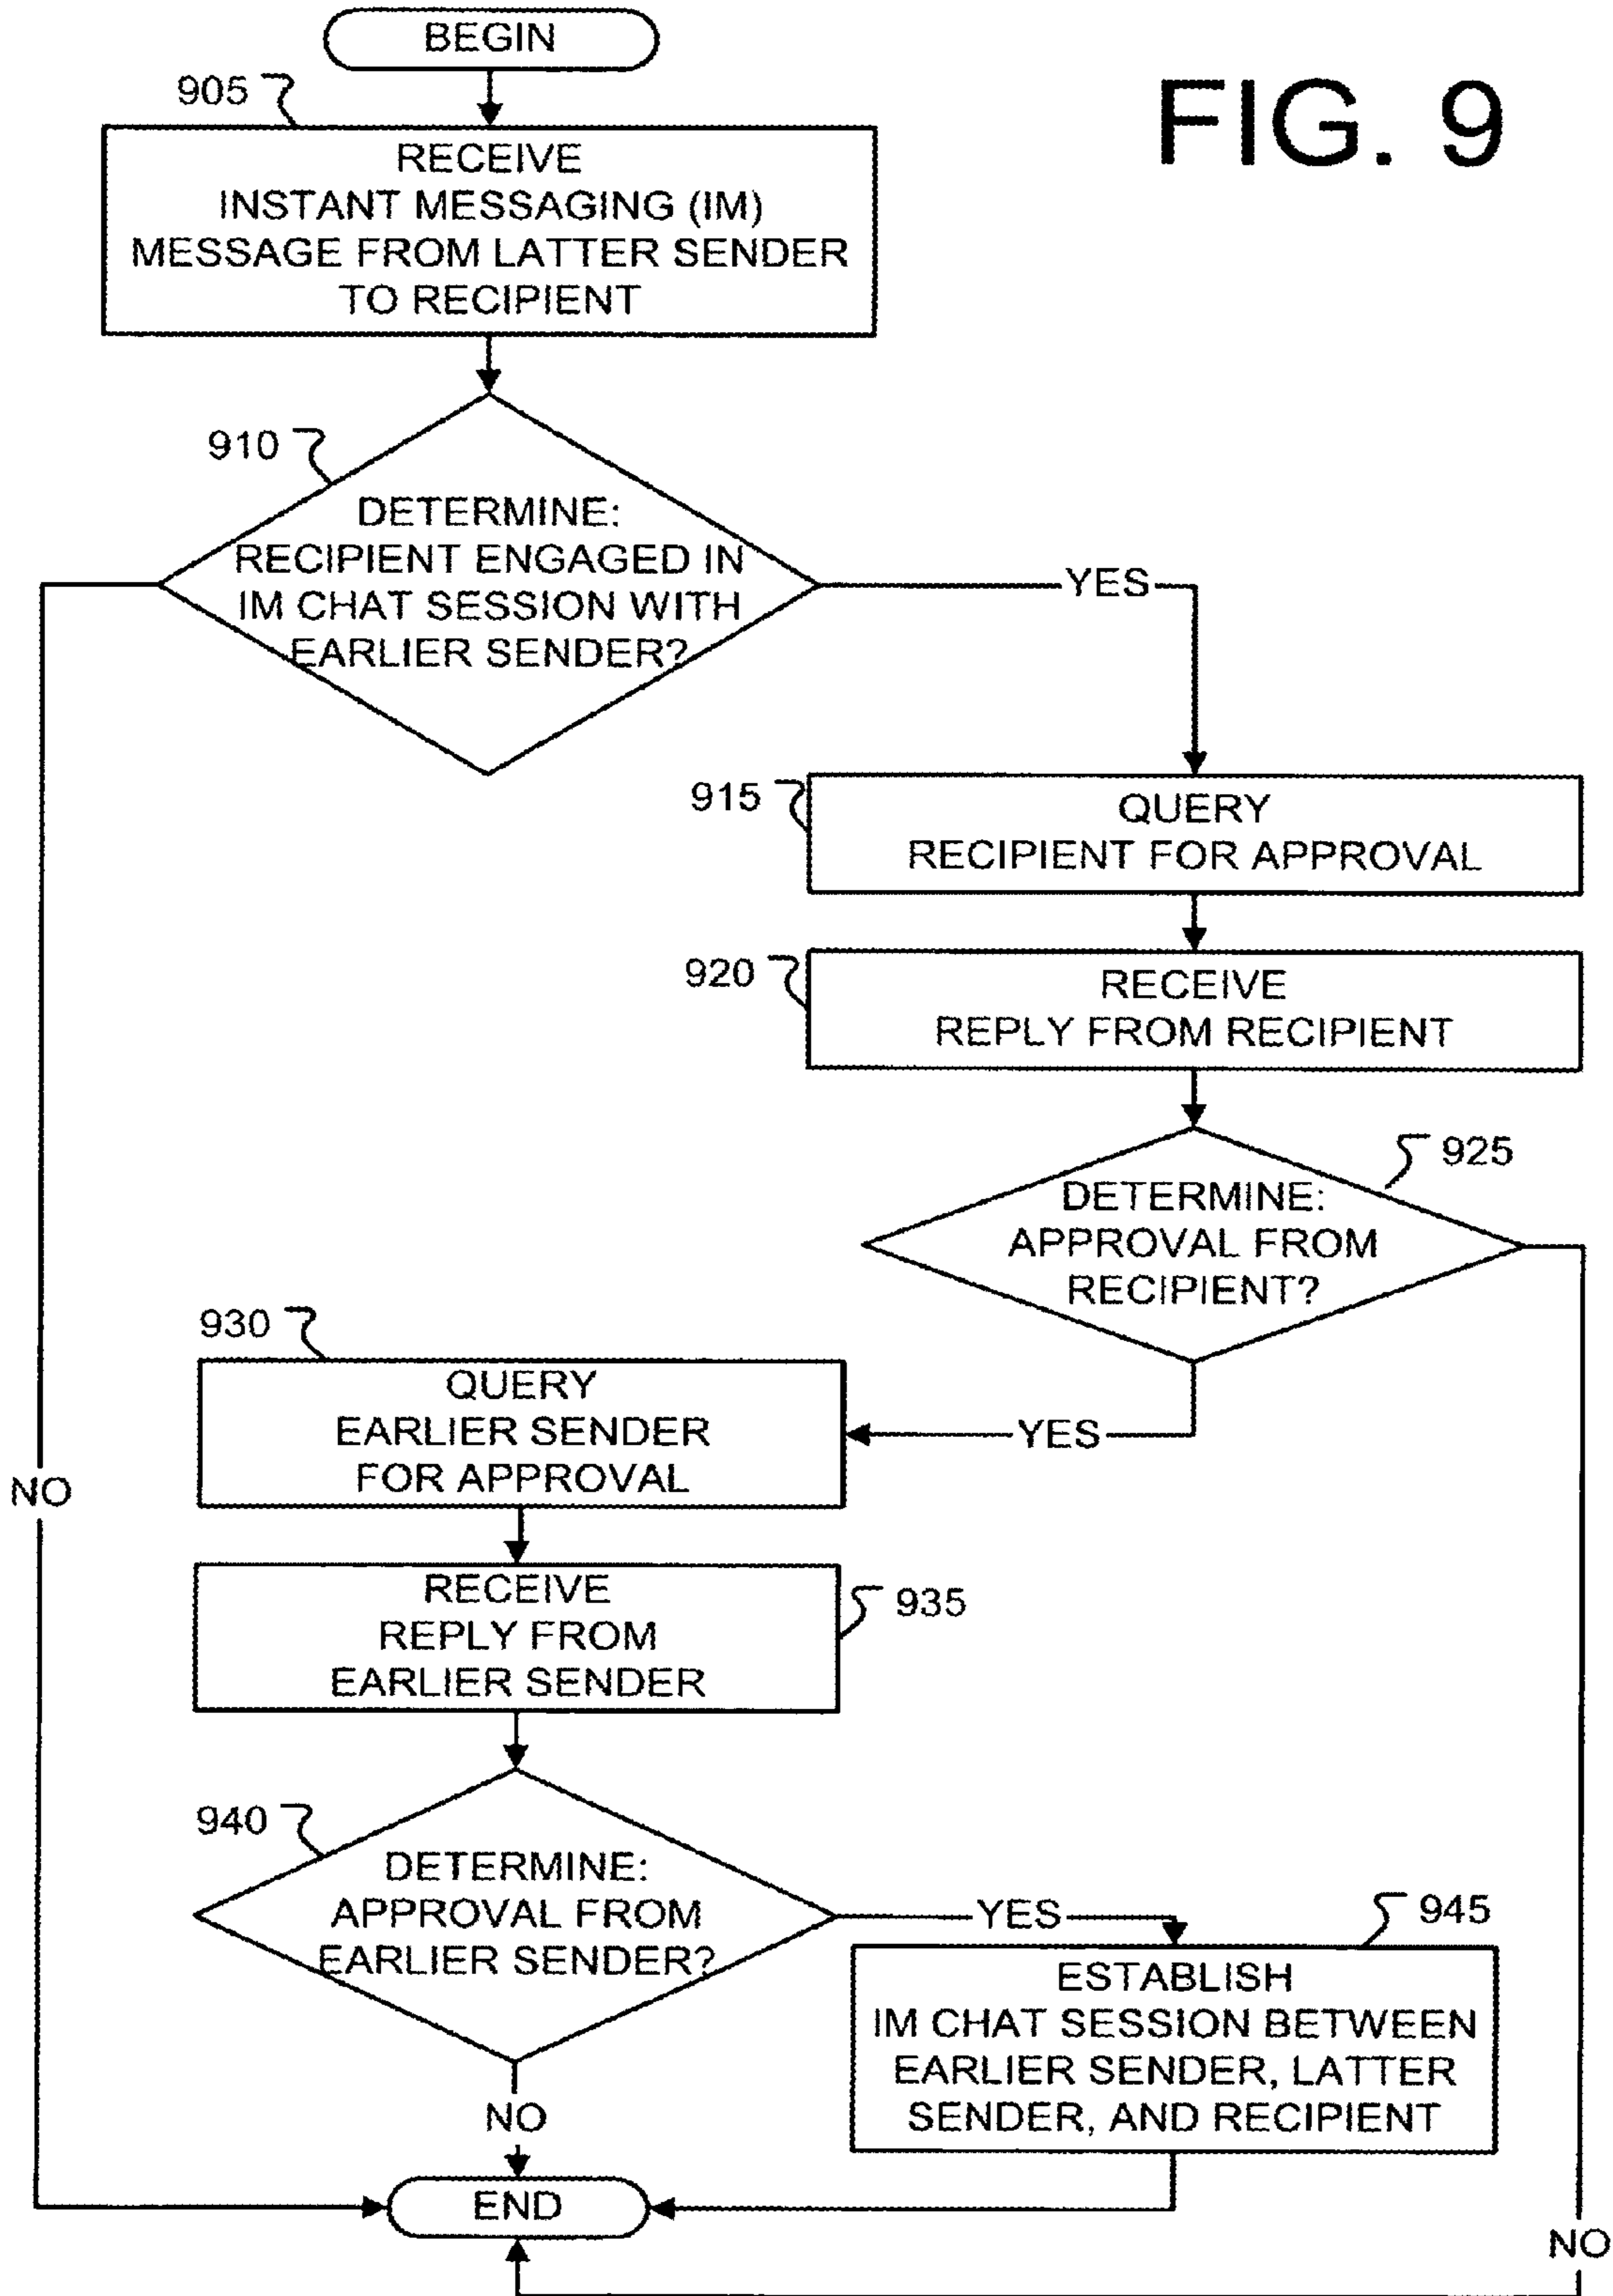 FIG. 9
BEGIN
905
RECEIVE
INSTANT MESSAGING (IM)
MESSAGE FROM LATTER SENDER
TO RECIPIENT
910
DETERMINE:
RECIPIENT ENGAGED IN
IM CHAT SESSION WITH
EARLIER SENDER?
YES
915
QUERY
RECIPIENT FOR APPROVAL
920
RECEIVE
REPLY FROM RECIPIENT
925
DETERMINE:
APPROVAL FROM
RECIPIENT?
930
QUERY
EARLIER SENDER
FOR APPROVAL
YES
NO
935
RECEIVE
REPLY FROM
EARLIER SENDER
940
DETERMINE:
APPROVAL FROM
EARLIER SENDER?
YES
945
ESTABLISH
IM CHAT SESSION BETWEEN
EARLIER SENDER, LATTER
SENDER, AND RECIPIENT
NO
END
NO